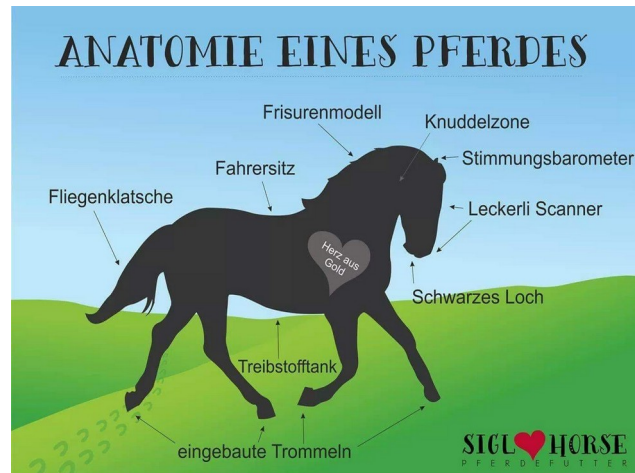 ANATOMIE EINES PFERDES
Frisurenmodell
Knuddelzone
Stimmungsbarometer
Fahrersitz
Fliegenklatsche
Leckerli Scanner
Herz aus
Gold
Schwarzes Loch
Treibstofftank
eingebaute Trommeln
SIGL HORSE
PFERDEFUTTER